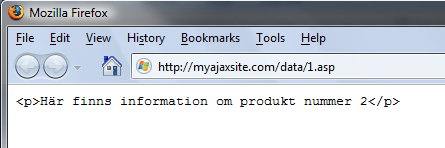 Mozilla Firefox
File Edit View History Bookmarks Tools Help
http://myajaxsite.com/data/1.asp
<p>Här finns information om produkt nummer 2</p>